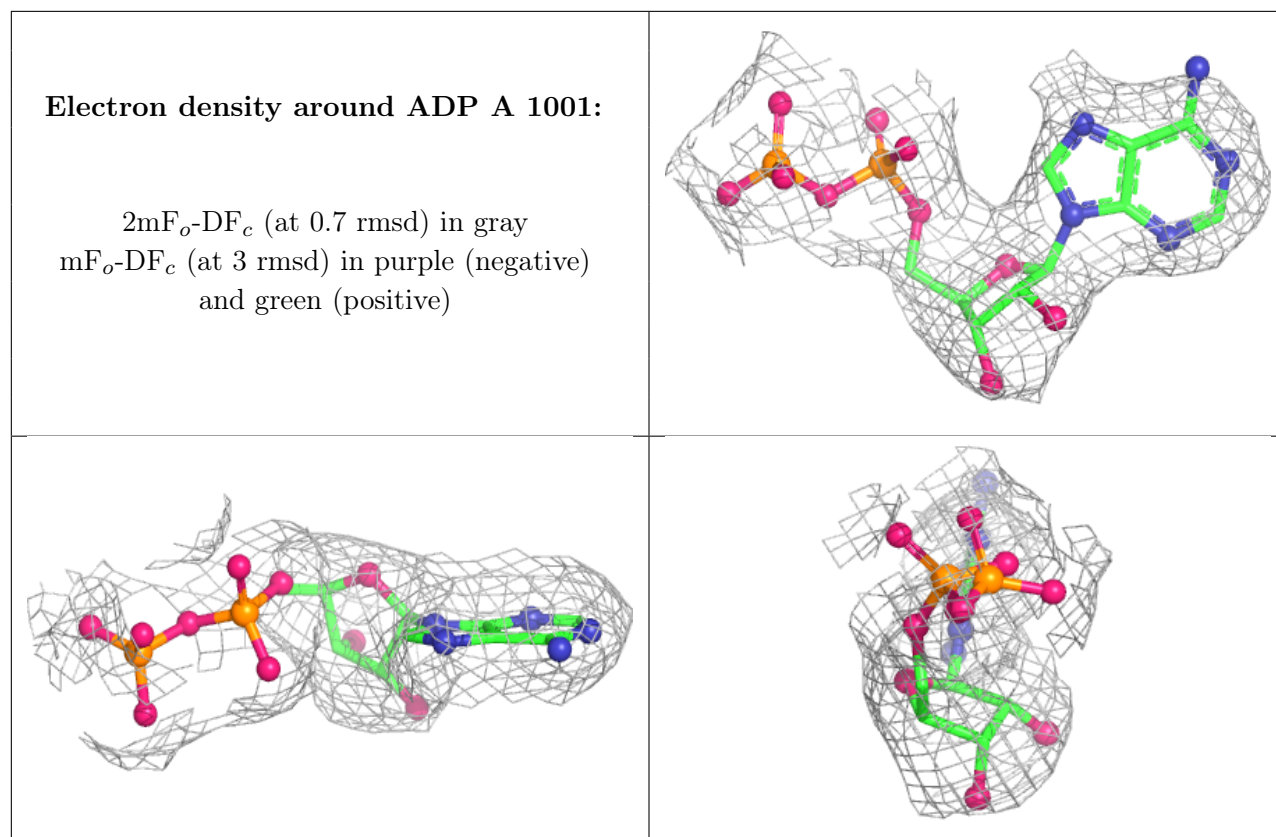 Electron density around ADP A 1001:
2mFₒ-DF𝒸 (at 0.7 rmsd) in gray
mFₒ-DF𝒸 (at 3 rmsd) in purple (negative)
and green (positive)